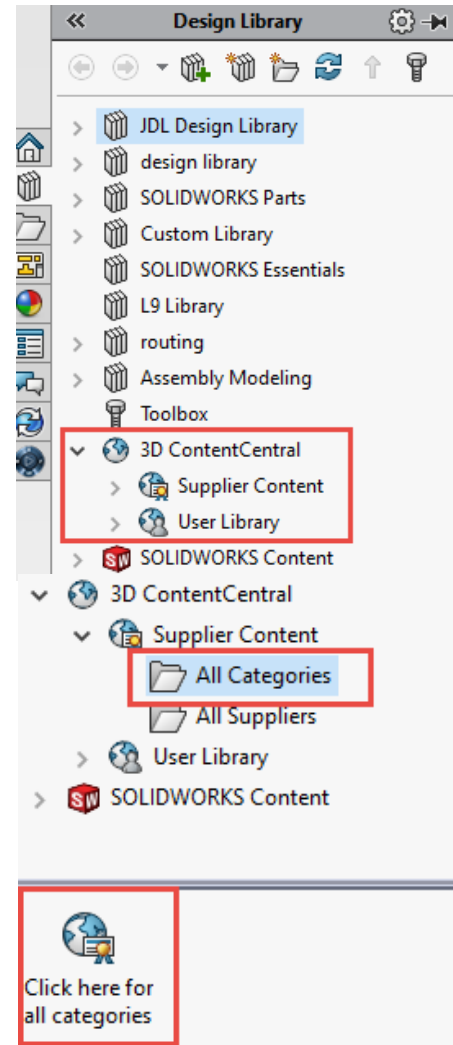 Design Library
JDL Design Library
design library
SOLIDWORKS Parts
Custom Library
SOLIDWORKS Essentials
L9 Library
routing
Assembly Modeling
Toolbox
3D ContentCentral
Supplier Content
User Library
SOLIDWORKS Content
3D ContentCentral
Supplier Content
All Categories
All Suppliers
User Library
SOLIDWORKS Content
Click here for
all categories